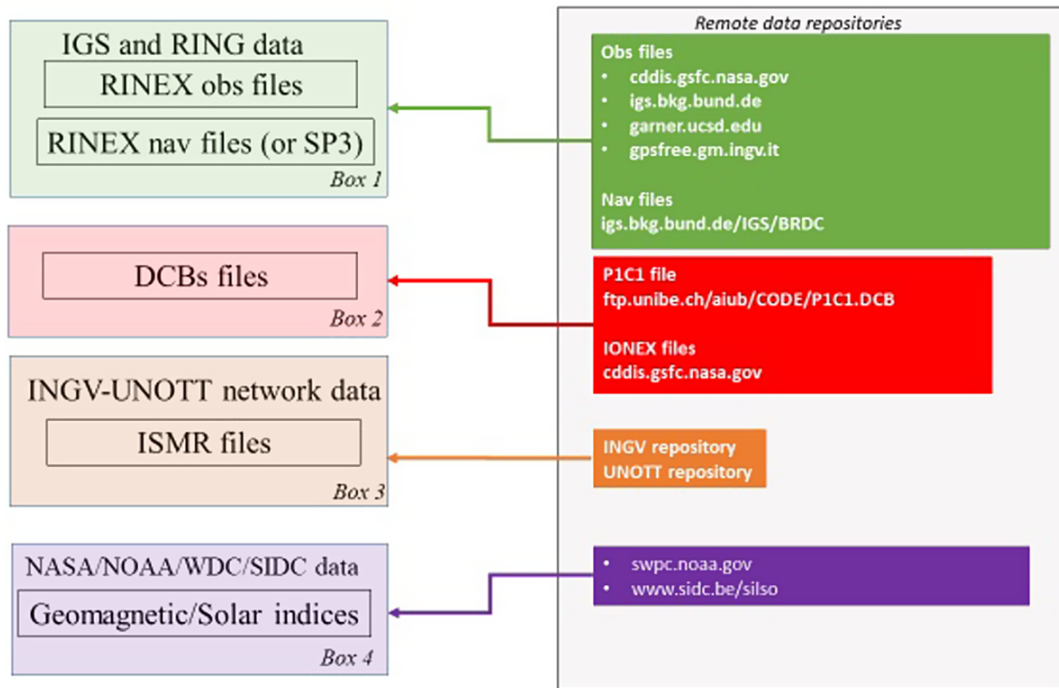 IGS and RING data
RINEX obs files
RINEX nav files (or SP3)
Box 1
DCBs files
Box 2
INGV-UNOTT network data
ISMR files
Box 3
NASA/NOAA/WDC/SIDC data
Geomagnetic/Solar indices
Box 4
Remote data repositories
Obs files
• cddis.gsfc.nasa.gov
• igs.bkg.bund.de
• garner.ucsd.edu
• gpsfree.gm.ingv.it
Nav files
igs.bkg.bund.de/IGS/BRDC
P1C1 file
ftp.unibe.ch/aiub/CODE/P1C1.DCB
IONEX files
cddis.gsfc.nasa.gov
INGV repository
UNOTT repository
• swpc.noaa.gov
• www.sidc.be/silso